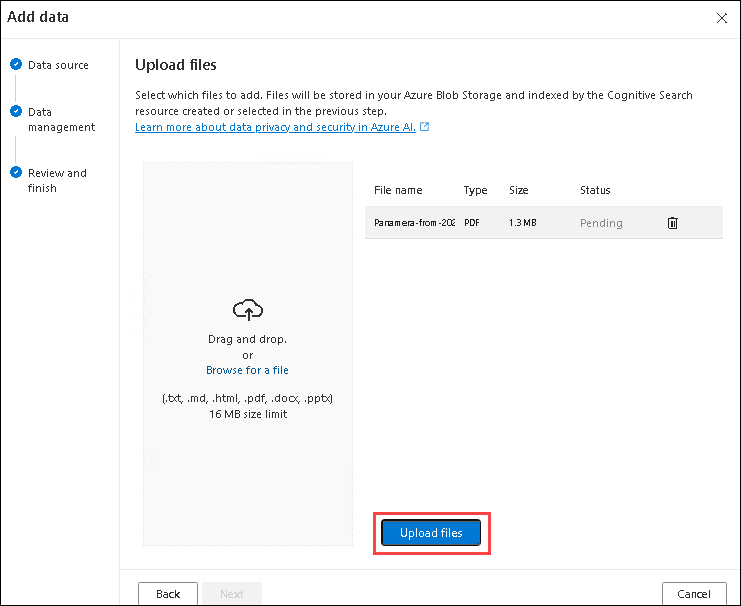 Add data
Data source
Data
management
Review and
finish
Upload files
Select which files to add. Files will be stored in your Azure Blob Storage and indexed by the Cognitive Search
resource created or selected in the previous step.
Learn more about data privacy and security in Azure AI.
Drag and drop.
or
Browse for a file
(.txt, .md, .html, .pdf, .docx, .pptx)
16 MB size limit
File name Type Size Status
Panamera-from-202 PDF 1.3 MB Pending
Upload files
Back Next Cancel